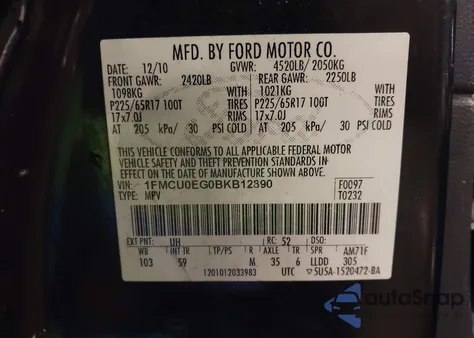 MFD. BY FORD MOTOR CO.
DATE: 12/10 GVWR: 4520LB/ 2050KG
FRONT GAWR: 2420LB REAR GAWR: 2250LB
1098KG 1021KG
P225/65R17 100T TIRES P225/65R17 100T TIRES
17x7.0J RIMS 17x7.0J RIMS
AT 205 kPa/ 30 PSI COLD AT 205 kPa/ 30 PSI COLD
THIS VEHICLE CONFORMS TO ALL APPLICABLE FEDERAL MOTOR
VEHICLE SAFETY AND THEFT PREVENTION STANDARDS IN EFFECT
ON THE DATE OF MANUFACTURE SHOWN ABOVE.
VIN: 1FMCU0EG0BKB12390 F0097
TYPE: MPV T0232
EXT PNT: UH RC: 52 DSO:
WB INT TR TP/PS R AXLE TR SPR AM71F
103 59 M 35 6 LLDD 305
1201012033983 UTC 5U5A-1520472-BA
autoSnap